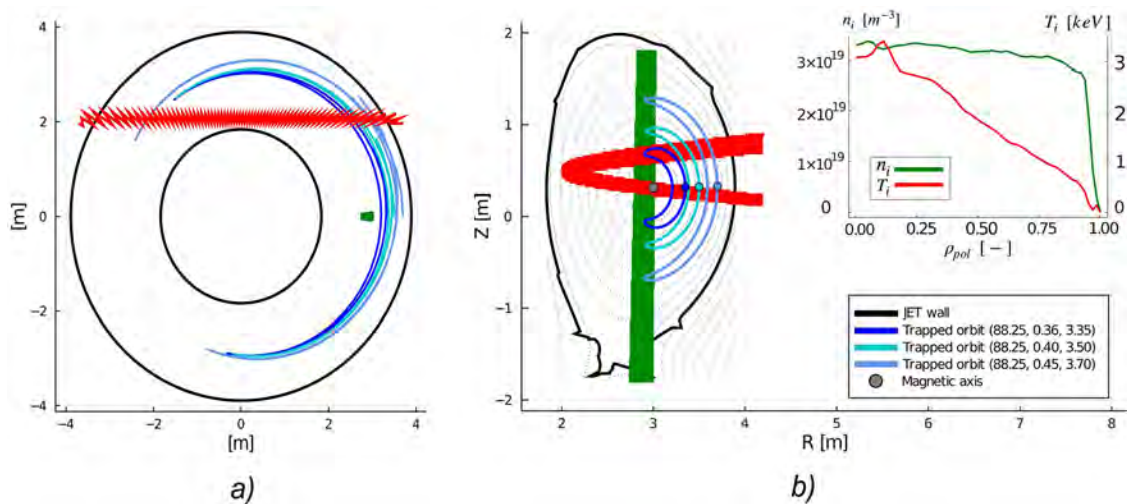 4
2
0
−2
−4
[m]
−4 −2 0 2 4
[m]
a)
2
1
0
−1
−2
Z [m]
2 3 4 5 6 7 8
R [m]
b)
n_i [m^{-3}] T_i [keV]
3×10^{19}
2×10^{19}
1×10^{19}
0
3
2
1
0
0.00 0.25 0.50 0.75 1.00
ρ_{pol} [−]
n_i
T_i
JET wall
Trapped orbit (88.25, 0.36, 3.35)
Trapped orbit (88.25, 0.40, 3.50)
Trapped orbit (88.25, 0.45, 3.70)
Magnetic axis